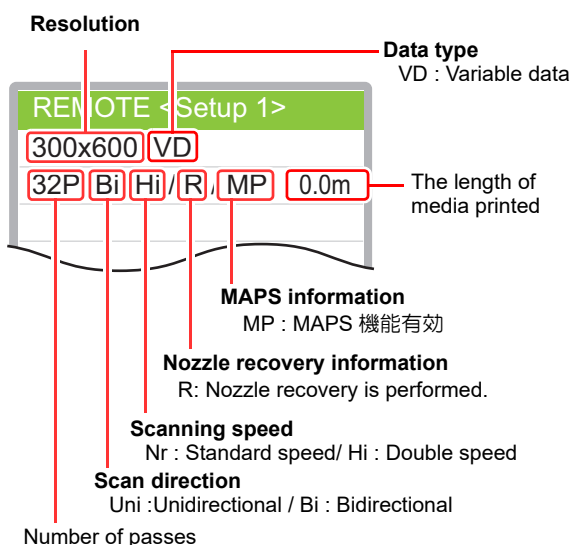 Resolution
Data type
VD : Variable data
REMOTE <Setup 1>
300x600 VD
32P Bi Hi / R / MP 0.0m
The length of
media printed
MAPS information
MP : MAPS 機能有効
Nozzle recovery information
R: Nozzle recovery is performed.
Scanning speed
Nr : Standard speed/ Hi : Double speed
Scan direction
Uni :Unidirectional / Bi : Bidirectional
Number of passes